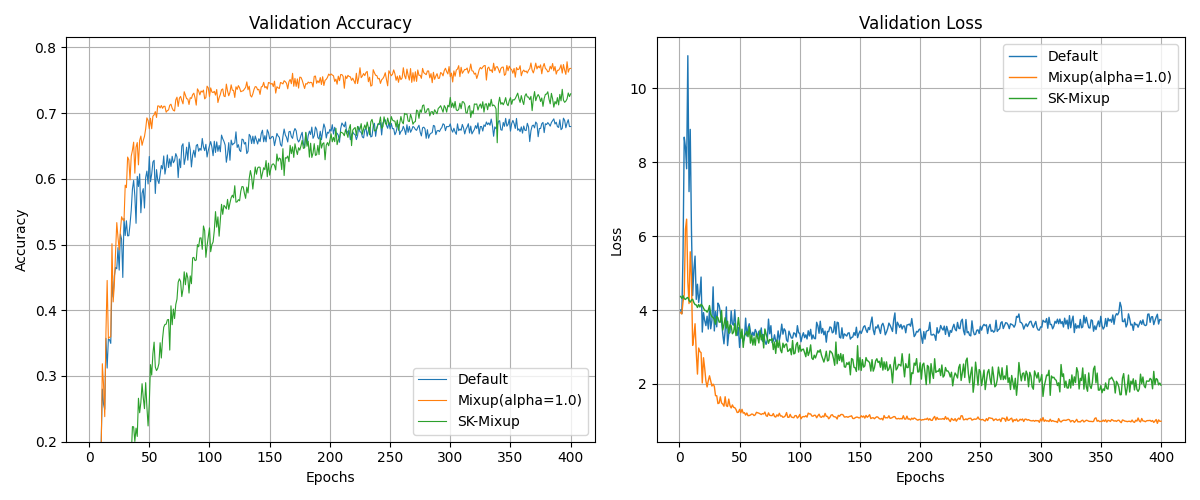 Validation Accuracy
Accuracy
0.8
0.7
0.6
0.5
0.4
0.3
0.2
0 50 100 150 200 250 300 350 400
Epochs
Default
Mixup(alpha=1.0)
SK-Mixup
Validation Loss
Loss
10
8
6
4
2
0 50 100 150 200 250 300 350 400
Epochs
Default
Mixup(alpha=1.0)
SK-Mixup